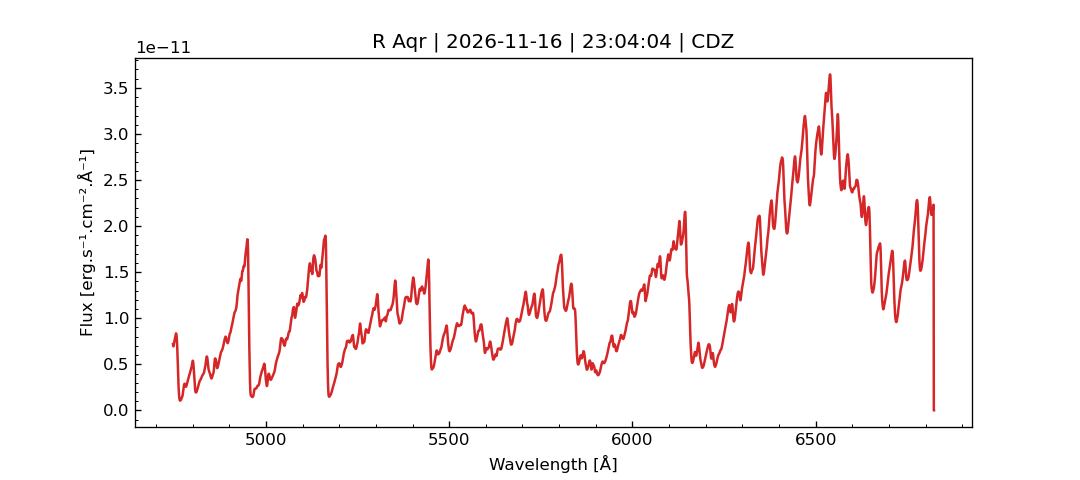 R Aqr | 2026-11-16 | 23:04:04 | CDZ
1e−11
3.5
3.0
2.5
2.0
1.5
1.0
0.5
0.0
Flux [erg.s⁻¹.cm⁻².Å⁻¹]
5000 5500 6000 6500
Wavelength [Å]